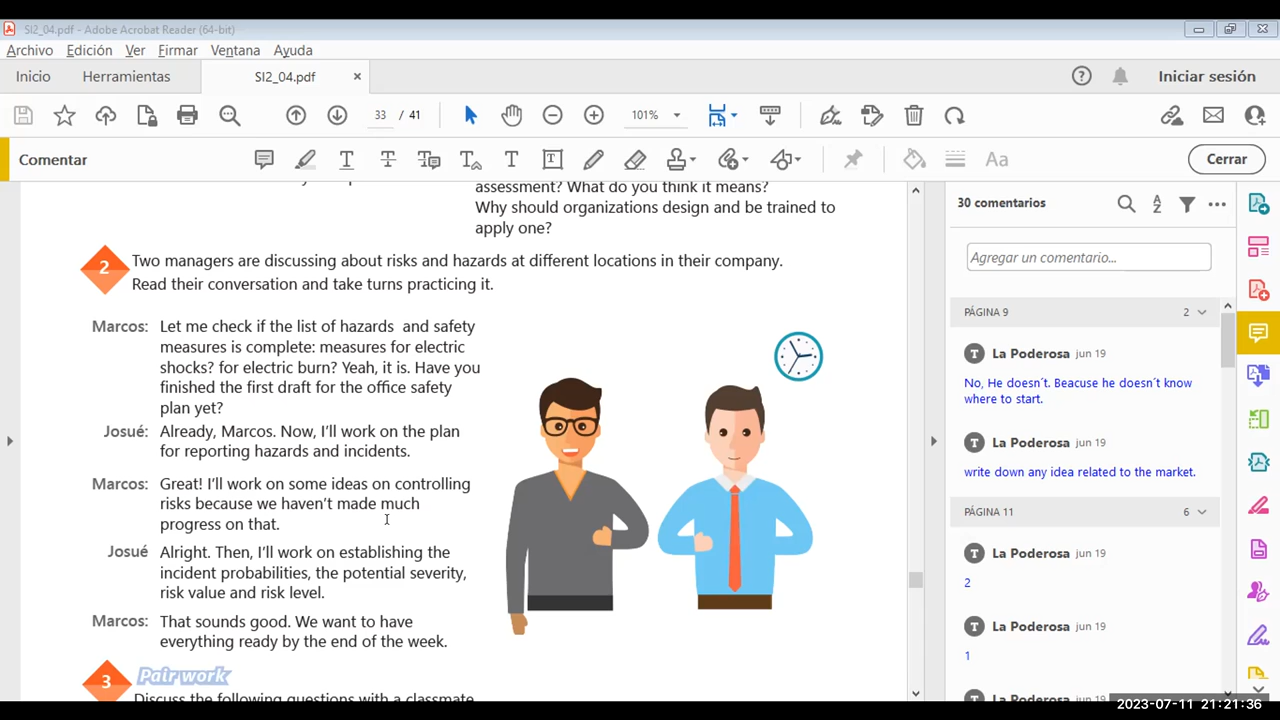 SI2_04.pdf - Adobe Acrobat Reader (64-bit)
Archivo Edición Ver Firmar Ventana Ayuda
Inicio Herramientas SI2_04.pdf × Iniciar sesión
33 / 41 101%
Comentar Cerrar
assessment? What do you think it means?
Why should organizations design and be trained to
apply one?
2 Two managers are discussing about risks and hazards at different locations in their company.
Read their conversation and take turns practicing it.
Marcos: Let me check if the list of hazards and safety
measures is complete: measures for electric
shocks? for electric burn? Yeah, it is. Have you
finished the first draft for the office safety
plan yet?
Josué: Already, Marcos. Now, I’ll work on the plan
for reporting hazards and incidents.
Marcos: Great! I’ll work on some ideas on controlling
risks because we haven’t made much
progress on that.
Josué Alright. Then, I’ll work on establishing the
incident probabilities, the potential severity,
risk value and risk level.
Marcos: That sounds good. We want to have
everything ready by the end of the week.
3 Pair work
Discuss the following questions with a classmate
30 comentarios
Agregar un comentario...
PÁGINA 9 2
T La Poderosa jun 19
No, He doesn´t. Beacuse he doesn´t know
where to start.
T La Poderosa jun 19
write down any idea related to the market.
PÁGINA 11 6
T La Poderosa jun 19
2
T La Poderosa jun 19
1
T La Poderosa jun 19
2023-07-11 21:21:36